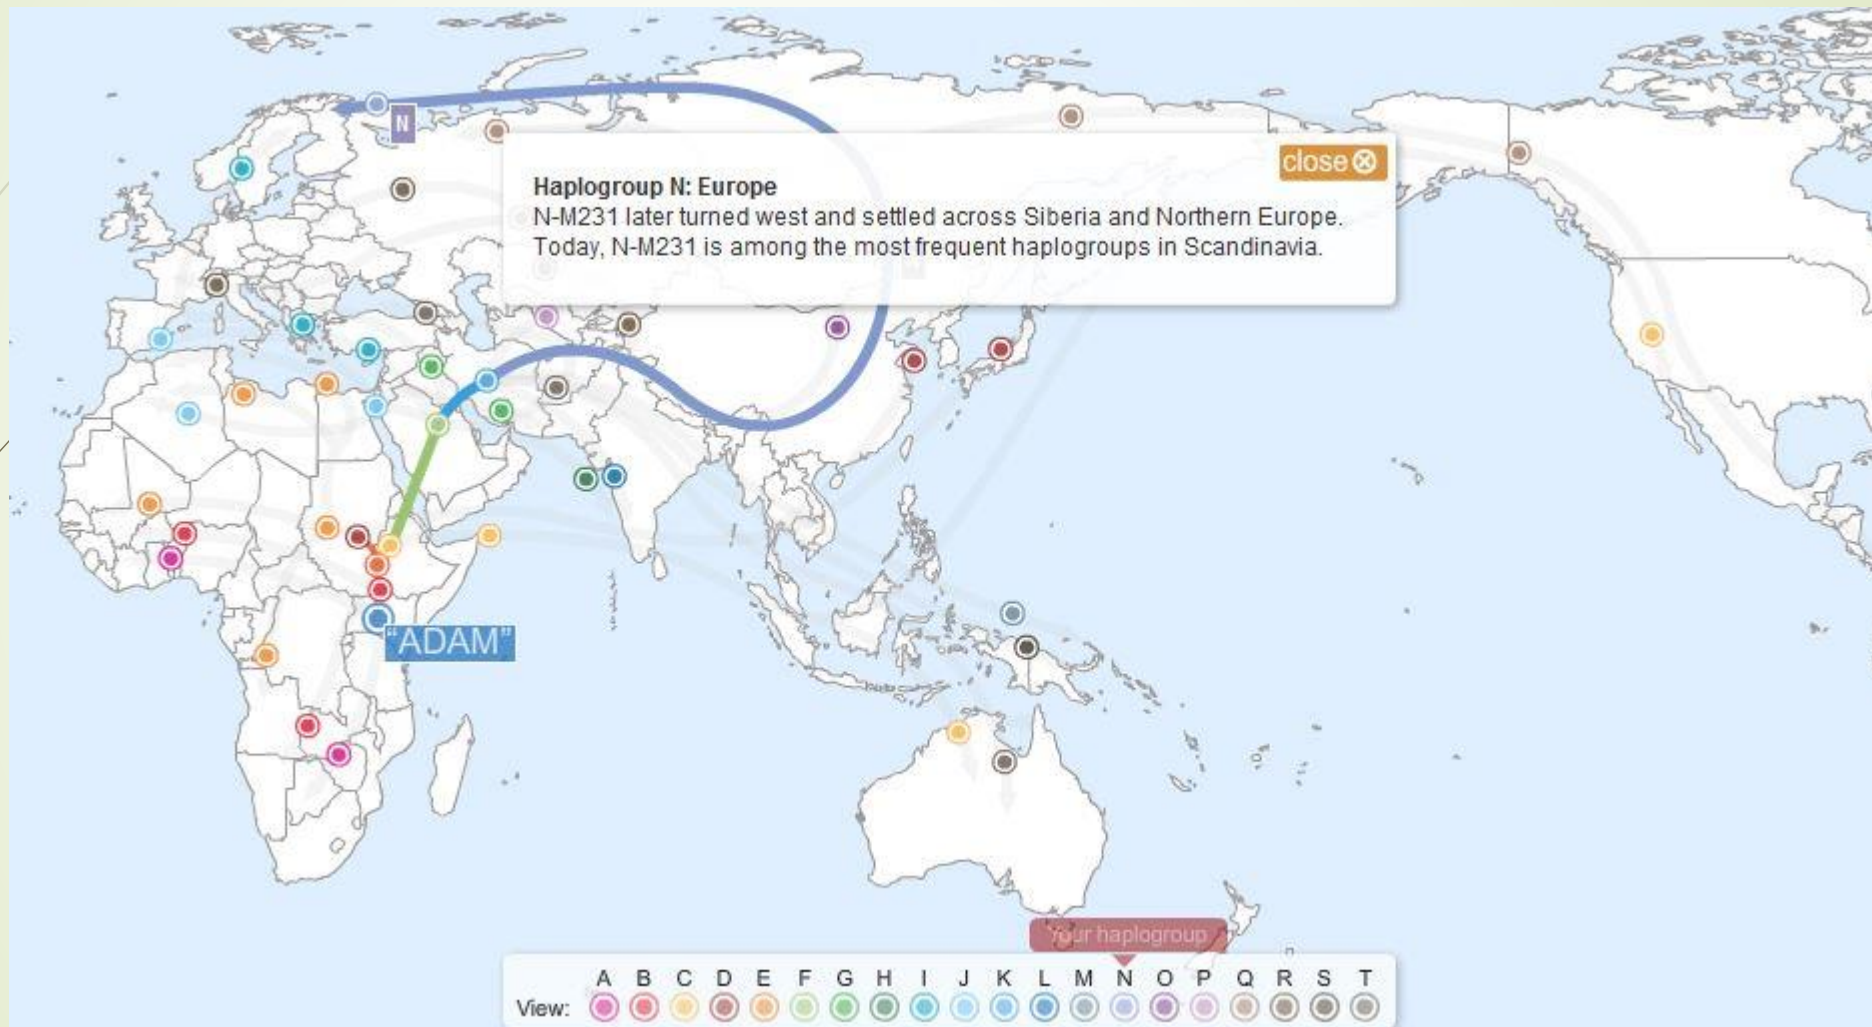 N
close
Haplogroup N: Europe
N-M231 later turned west and settled across Siberia and Northern Europe.
Today, N-M231 is among the most frequent haplogroups in Scandinavia.
"ADAM"
Your haplogroup
A B C D E F G H I J K L M N O P Q R S T
View: